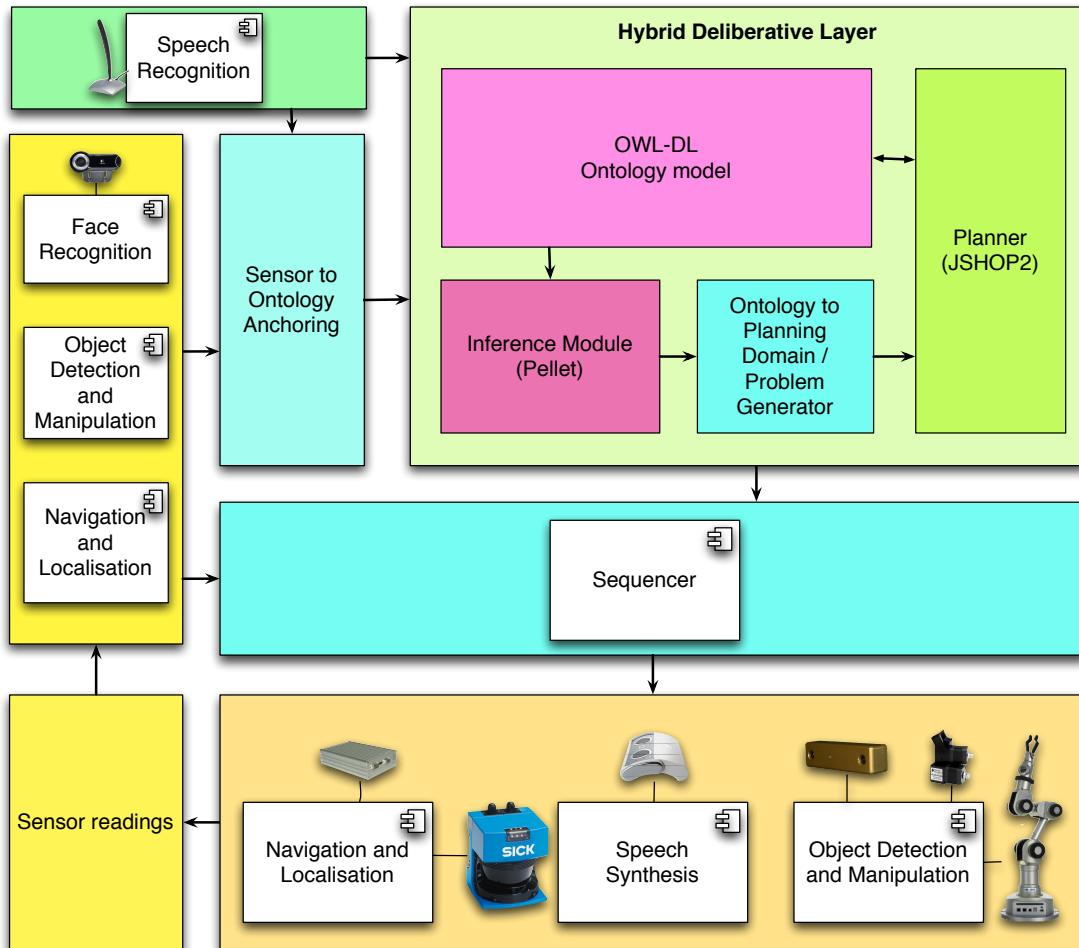 Speech
Recognition
Hybrid Deliberative Layer
OWL-DL
Ontology model
Planner
(JSHOP2)
Face
Recognition
Sensor to
Ontology
Anchoring
Object
Detection
and
Manipulation
Inference Module
(Pellet)
Ontology to
Planning
Domain /
Problem
Generator
Navigation
and
Localisation
Sequencer
Sensor readings
Navigation and
Localisation
SICK
Speech
Synthesis
Object Detection
and Manipulation